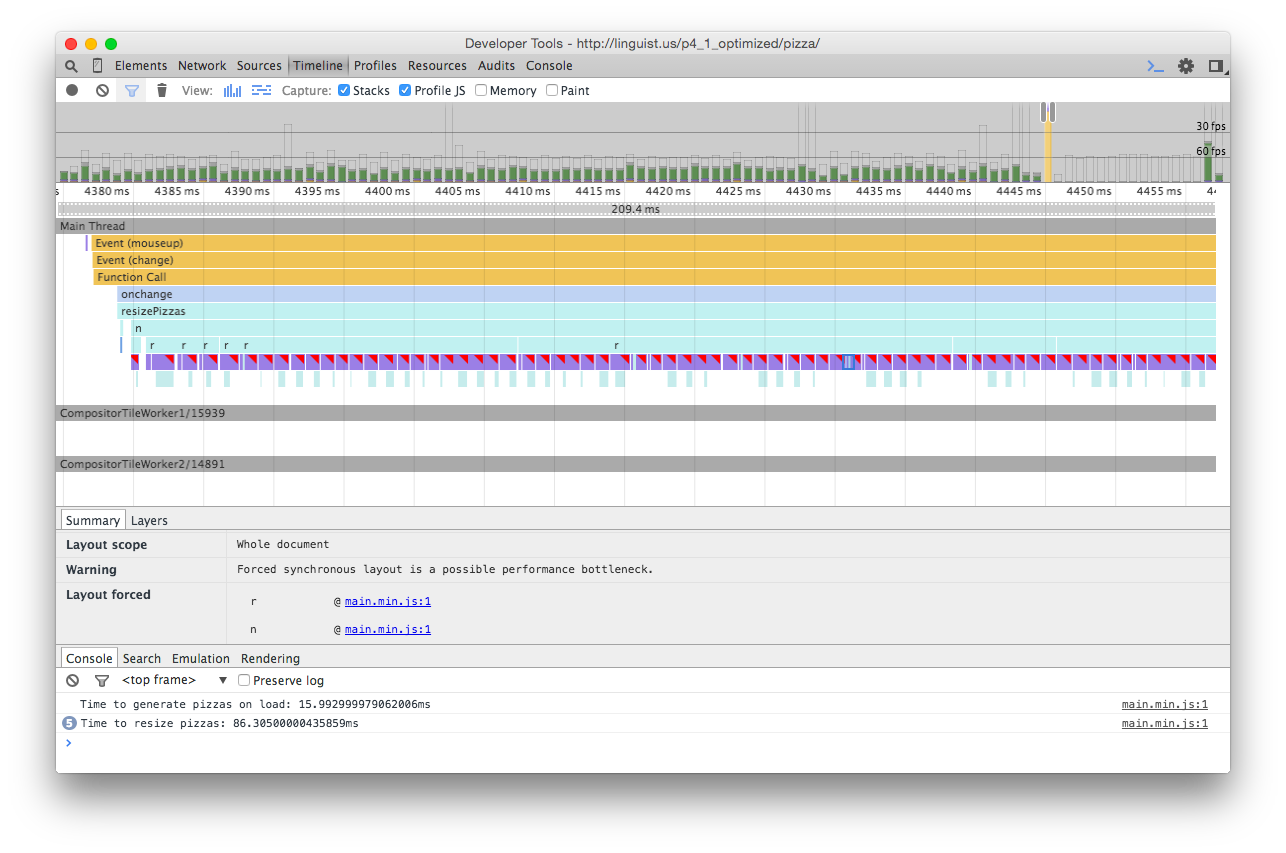 Developer Tools - http://linguist.us/p4_1_optimized/pizza/
Elements Network Sources Timeline Profiles Resources Audits Console
View: Capture: Stacks Profile JS Memory Paint
30 fps
60 fps
s 4380 ms 4385 ms 4390 ms 4395 ms 4400 ms 4405 ms 4410 ms 4415 ms 4420 ms 4425 ms 4430 ms 4435 ms 4440 ms 4445 ms 4450 ms 4455 ms 44
209.4 ms
Main Thread
Event (mouseup)
Event (change)
Function Call
onchange
resizePizzas
n
r r r r r r
CompositorTileWorker1/15939
CompositorTileWorker2/14891
Summary Layers
Layout scope Whole document
Warning Forced synchronous layout is a possible performance bottleneck.
Layout forced
r @ main.min.js:1
n @ main.min.js:1
Console Search Emulation Rendering
<top frame> ▼ Preserve log
Time to generate pizzas on load: 15.992999979062006ms main.min.js:1
5 Time to resize pizzas: 86.30500000435859ms main.min.js:1
>